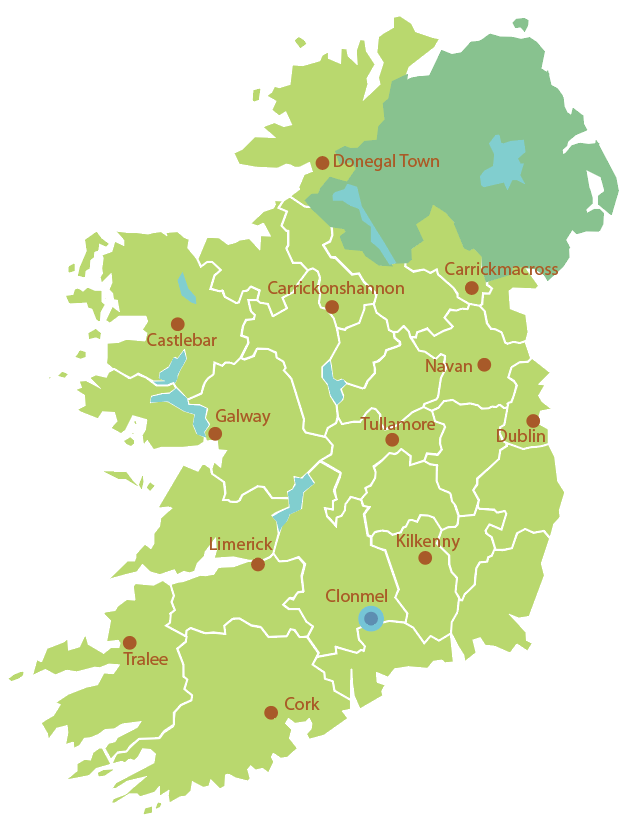 Donegal Town
Carrickmacross
Carrickonshannon
Castlebar
Navan
Galway
Tullamore
Dublin
Limerick
Kilkenny
Clonmel
Tralee
Cork